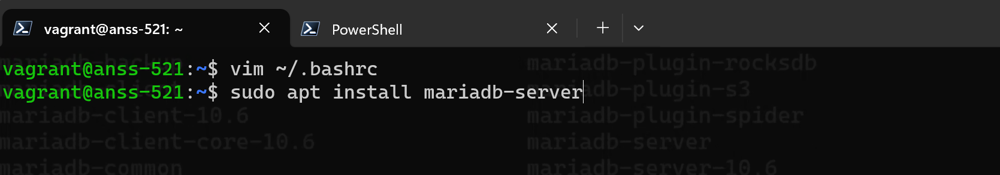 vagrant@anss-521: ~
PowerShell
vagrant@anss-521:~$ vim ~/.bashrc
vagrant@anss-521:~$ sudo apt install mariadb-server
mariadb-backup
mariadb-plugin-rocksdb
mariadb-plugin-s3
mariadb-client-10.6
mariadb-plugin-spider
mariadb-client-core-10.6
mariadb-server
mariadb-common
mariadb-server-10.6